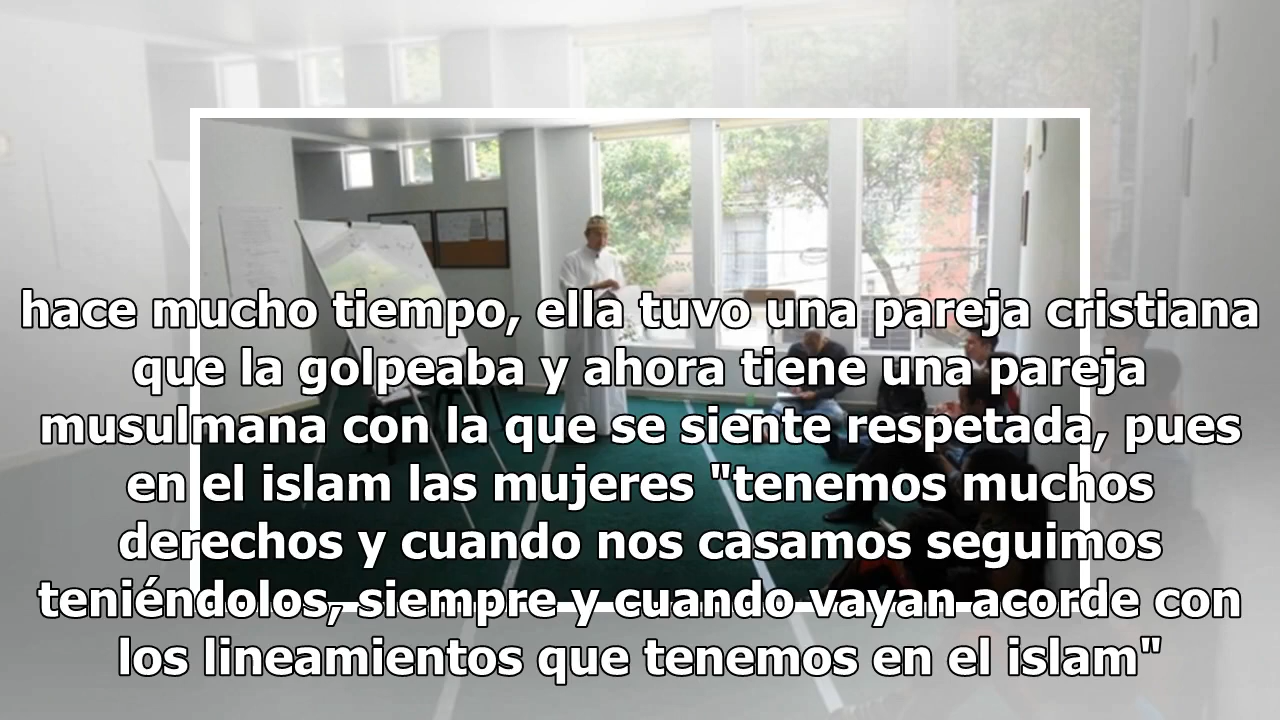 hace mucho tiempo, ella tuvo una pareja cristiana
que la golpeaba y ahora tiene una pareja
musulmana con la que se siente respetada, pues
en el islam las mujeres "tenemos muchos
derechos y cuando nos casamos seguimos
teniéndolos, siempre y cuando vayan acorde con
los lineamientos que tenemos en el islam"